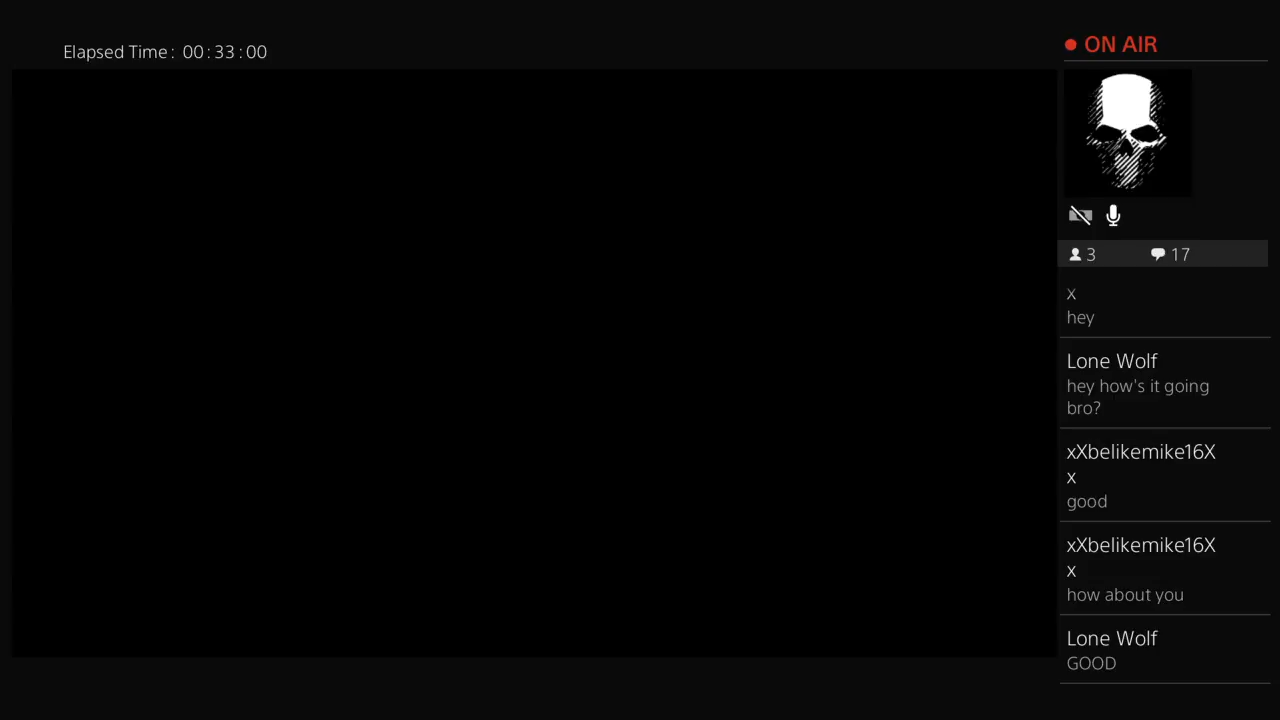 Elapsed Time: 00:33:00
ON AIR
3 17
x
hey
Lone Wolf
hey how's it going
bro?
xXbelikemike16X
x
good
xXbelikemike16X
x
how about you
Lone Wolf
GOOD